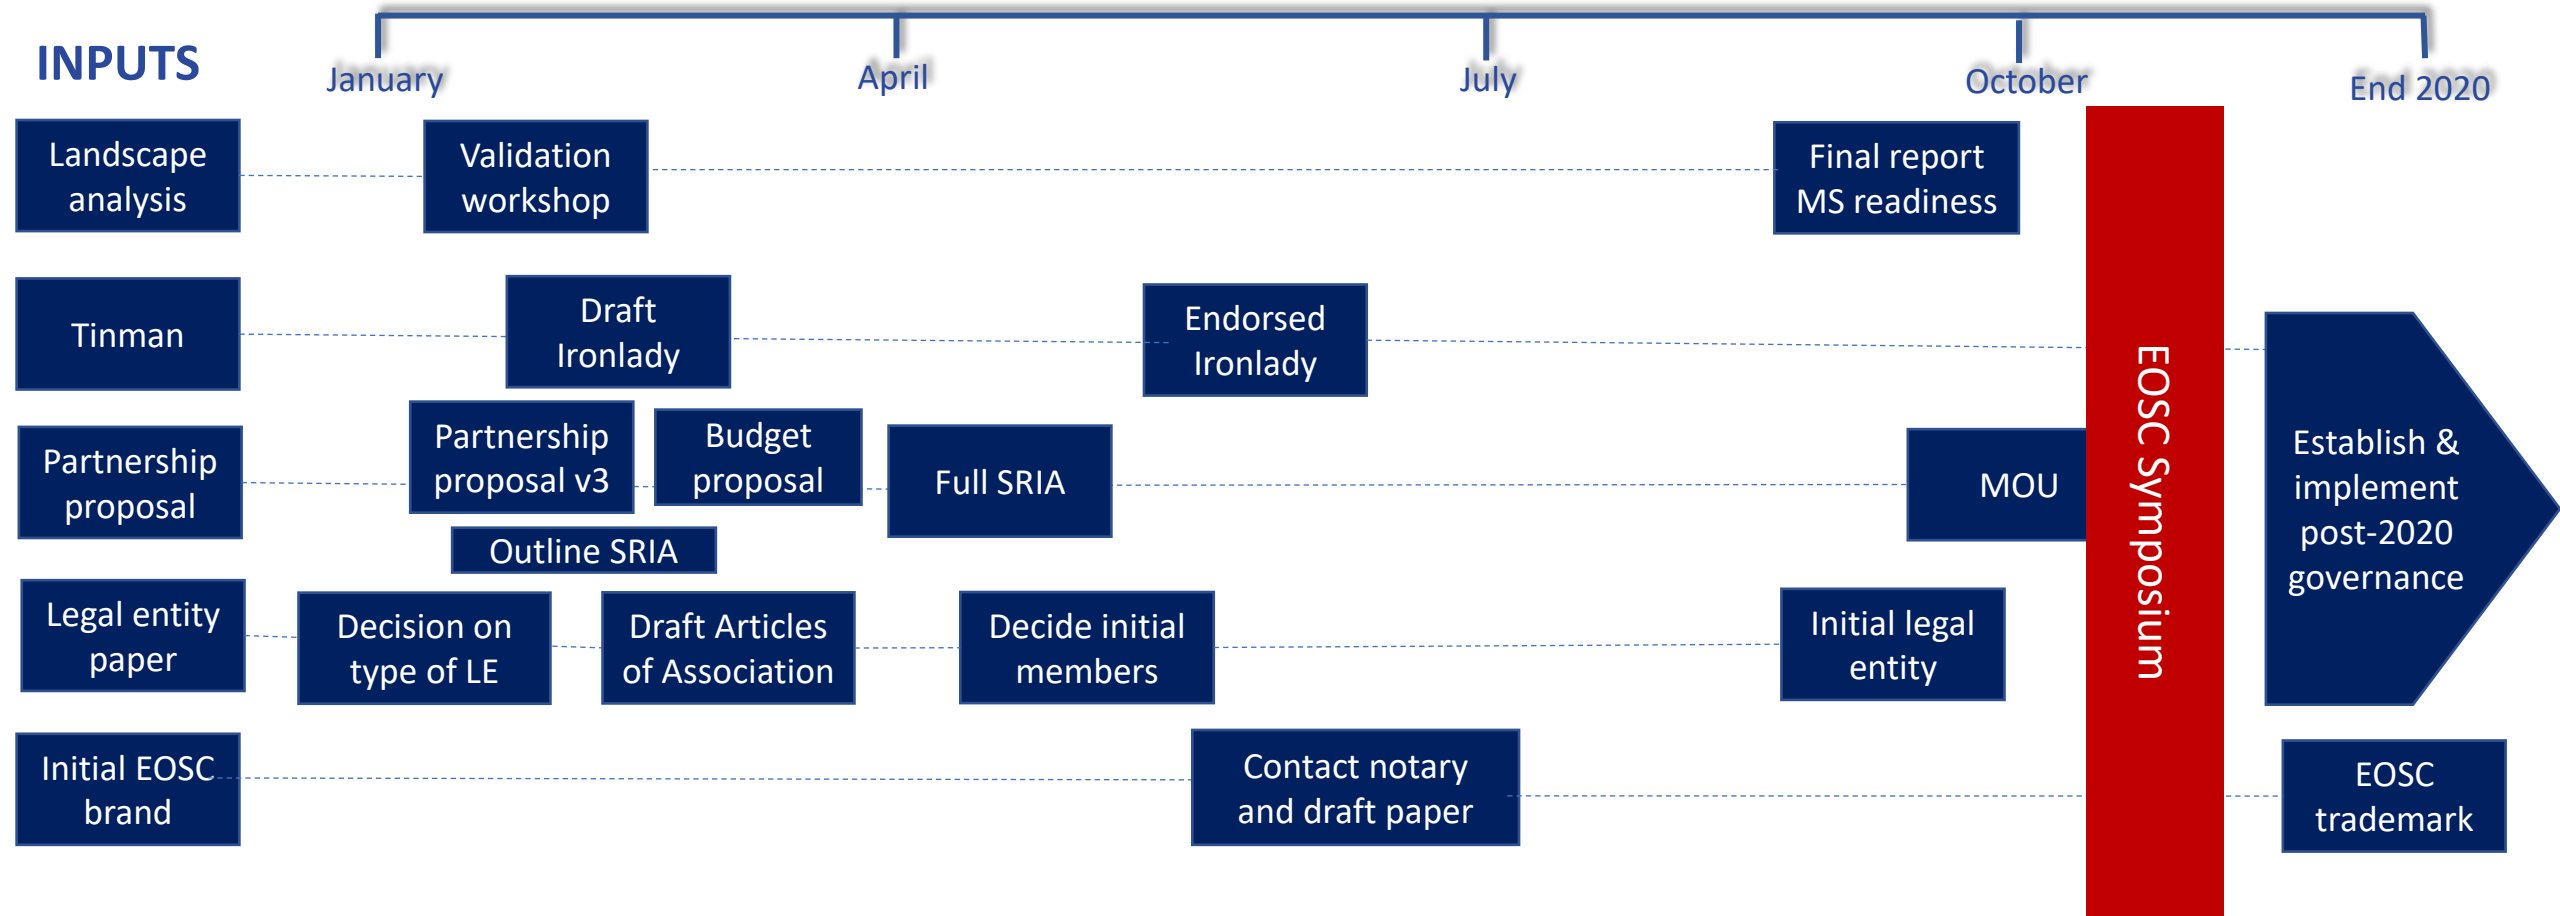 INPUTS
January
April
July
October
End 2020
Landscape
analysis
Validation
workshop
Final report
MS readiness
Tinman
Draft
Ironlady
Endorsed
Ironlady
Partnership
proposal
Partnership
proposal v3
Budget
proposal
Full SRIA
MOU
Outline SRIA
Legal entity
paper
Decision on
type of LE
Draft Articles
of Association
Decide initial
members
Initial legal
entity
Initial EOSC
brand
Contact notary
and draft paper
EOSC Symposium
Establish &
implement
post-2020
governance
EOSC
trademark